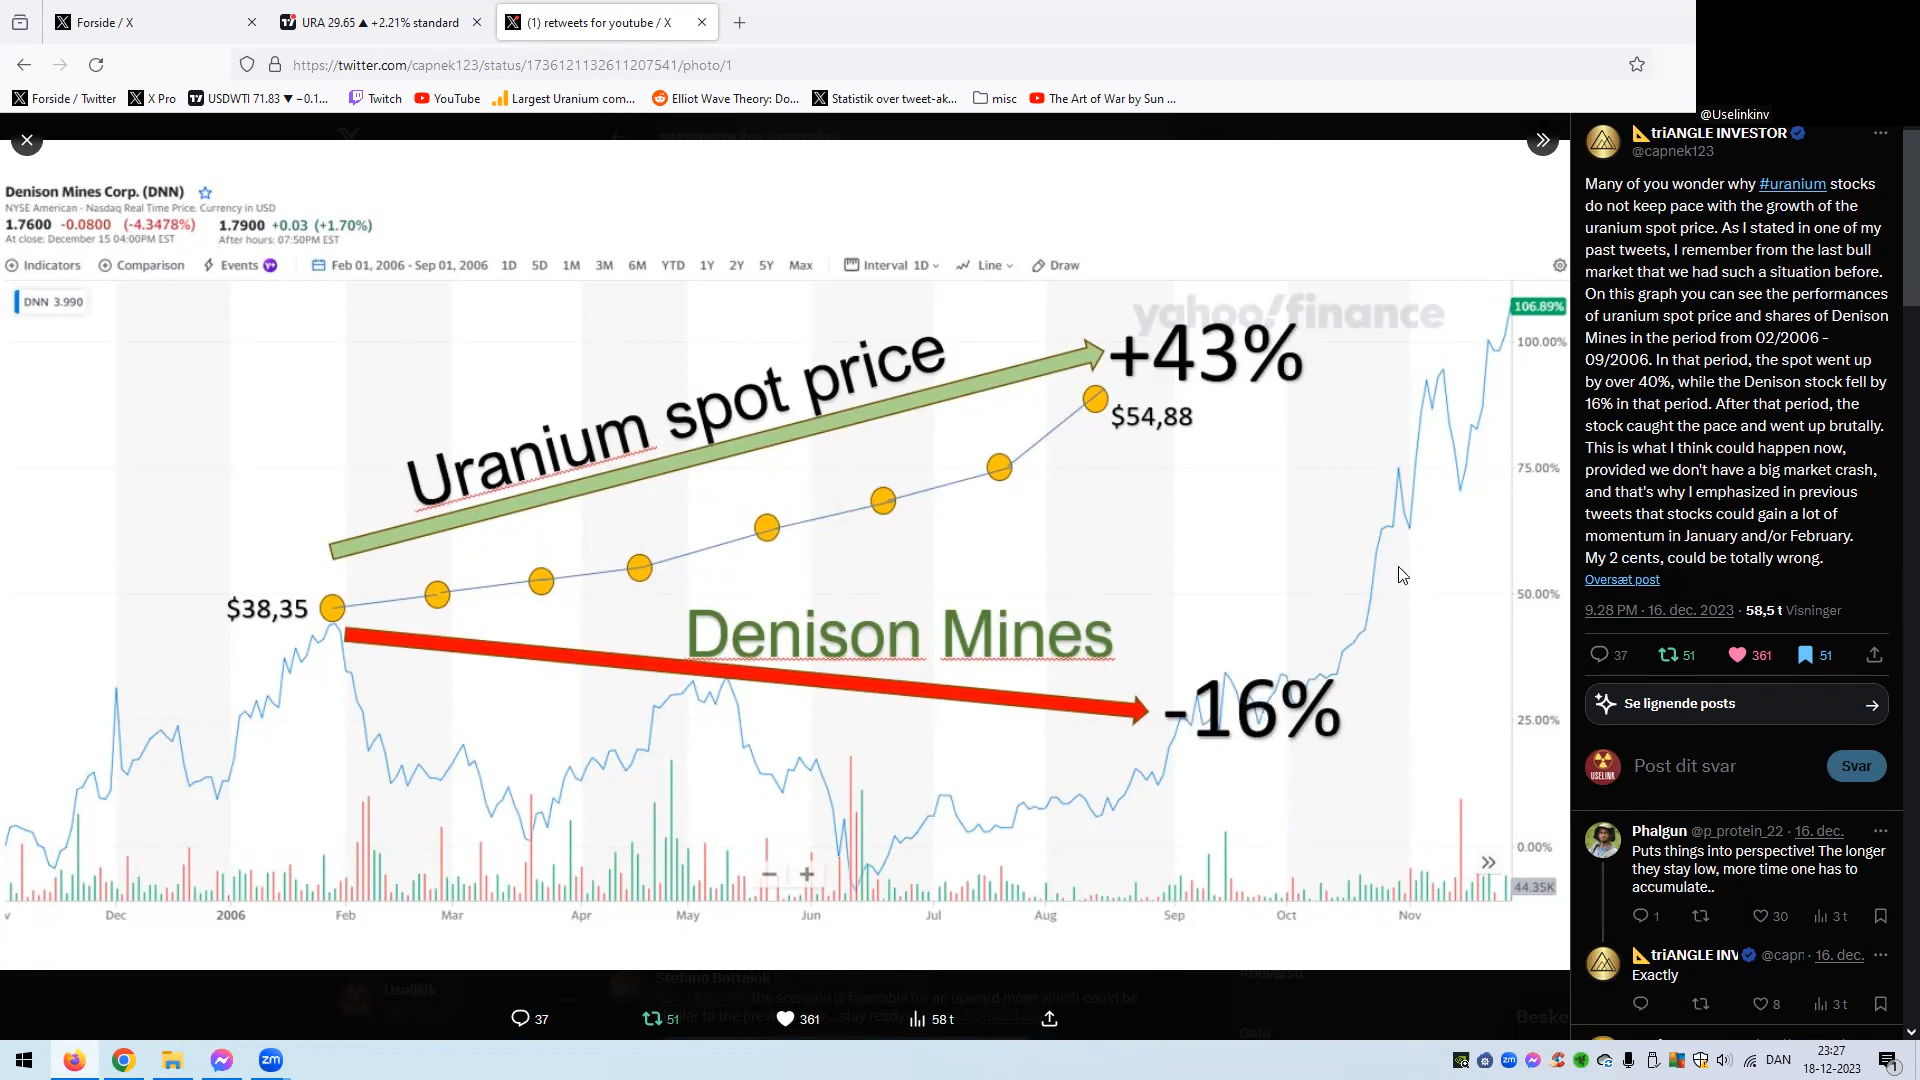 Forside / X
URA 29.65 ▲ +2.21% standard
(1) retweets for youtube / X
https://twitter.com/capnek123/status/1736121132611207541/photo/1
Forside / Twitter
X Pro
USDWTI 71.83 ▼ −0.1...
Twitch
YouTube
Largest Uranium com...
Elliot Wave Theory: Do...
Statistik over tweet-ak...
misc
The Art of War by Sun ...
@Uselinkinv
Denison Mines Corp. (DNN)
NYSE American - Nasdaq Real Time Price. Currency in USD
1.7600 -0.0800 (-4.3478%)
1.7900 +0.03 (+1.70%)
At close: December 15 04:00PM EST
After hours: 07:50PM EST
Indicators
Comparison
Events
Feb 01, 2006 - Sep 01, 2006
1D 5D 1M 3M 6M YTD 1Y 2Y 5Y Max
Interval 1D
Line
Draw
DNN 3.990
yahoo!finance
106.89%
100.00%
75.00%
50.00%
25.00%
0.00%
44.35K
Uranium spot price
+43%
$54,88
$38,35
Denison Mines
-16%
Dec 2006 Feb Mar Apr May Jun Jul Aug Sep Oct Nov
37 51 361 58 t
triANGLE INVESTOR
@capnek123
Many of you wonder why #uranium stocks
do not keep pace with the growth of the
uranium spot price. As I stated in one of my
past tweets, I remember from the last bull
market that we had such a situation before.
On this graph you can see the performances
of uranium spot price and shares of Denison
Mines in the period from 02/2006 -
09/2006. In that period, the spot went up
by over 40%, while the Denison stock fell by
16% in that period. After that period, the
stock caught the pace and went up brutally.
This is what I think could happen now,
provided we don't have a big market crash,
and that's why I emphasized in previous
tweets that stocks could gain a lot of
momentum in January and/or February.
My 2 cents, could be totally wrong.
Oversæt post
9.28 PM · 16. dec. 2023 · 58,5 t Visninger
37 51 361 51
Se lignende posts
USELINK
Post dit svar
Svar
Phalgun @p_protein_22 · 16. dec.
Puts things into perspective! The longer
they stay low, more time one has to
accumulate..
1 30 3 t
triANGLE INV @capn · 16. dec.
Exactly
8 3 t
zm
DAN
23:27
18-12-2023
1